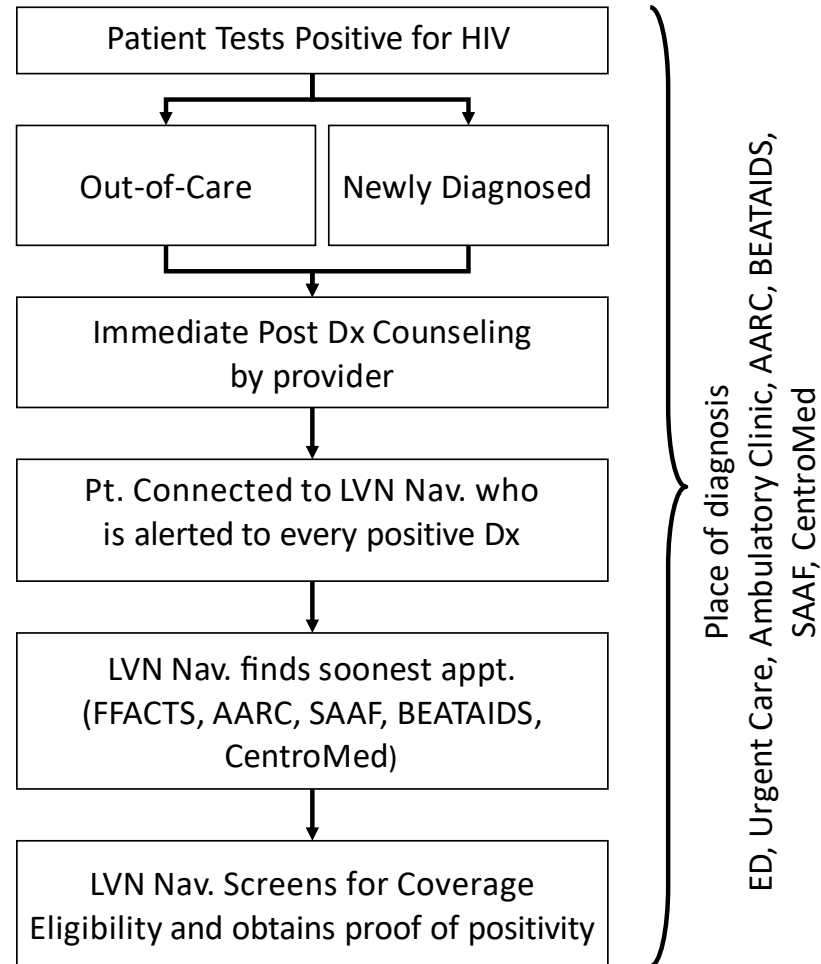 Patient Tests Positive for HIV
Out-of-Care
Newly Diagnosed
Immediate Post Dx Counseling
by provider
Pt. Connected to LVN Nav. who
is alerted to every positive Dx
LVN Nav. finds soonest appt.
(FFACTS, AARC, SAAF, BEATAIDS,
CentroMed)
LVN Nav. Screens for Coverage
Eligibility and obtains proof of positivity
Place of diagnosis
ED, Urgent Care, Ambulatory Clinic, AARC, BEATAIDS,
SAAF, CentroMed